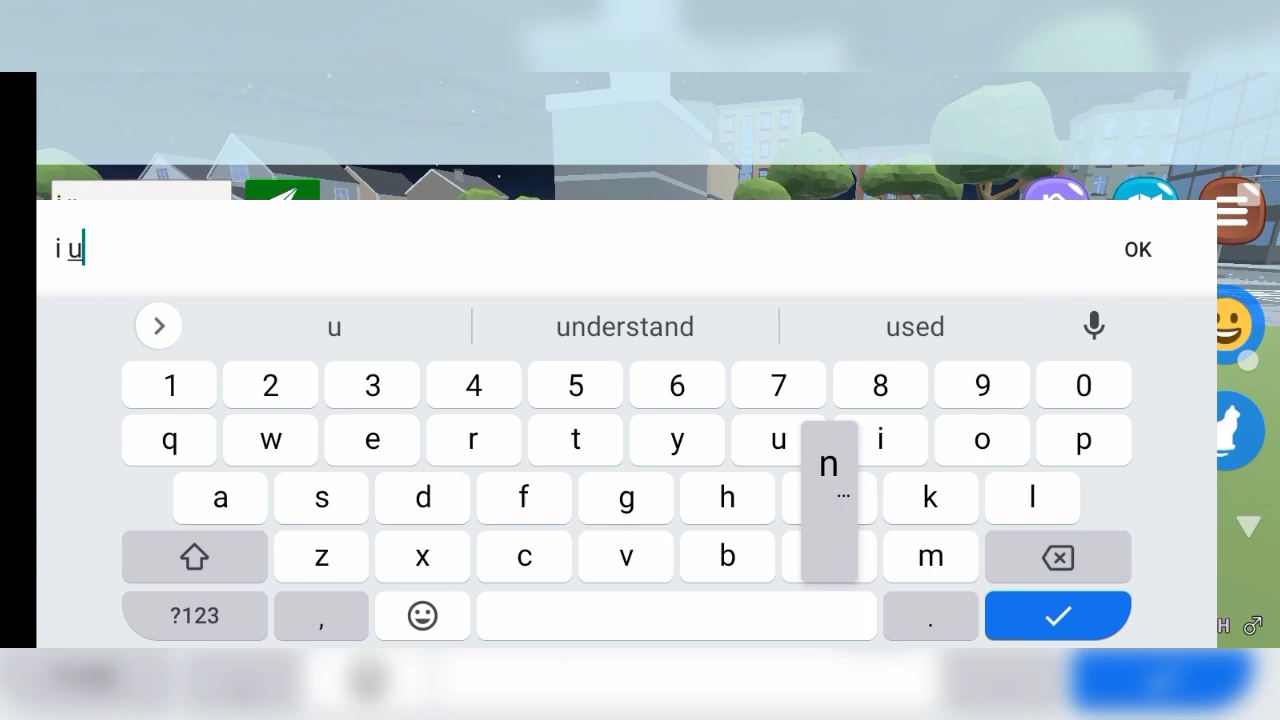 i u
OK
u understand used
1 2 3 4 5 6 7 8 9 0
q w e r t y u i o p
n
a s d f g h k l
z x c v b m
?123 , .
H